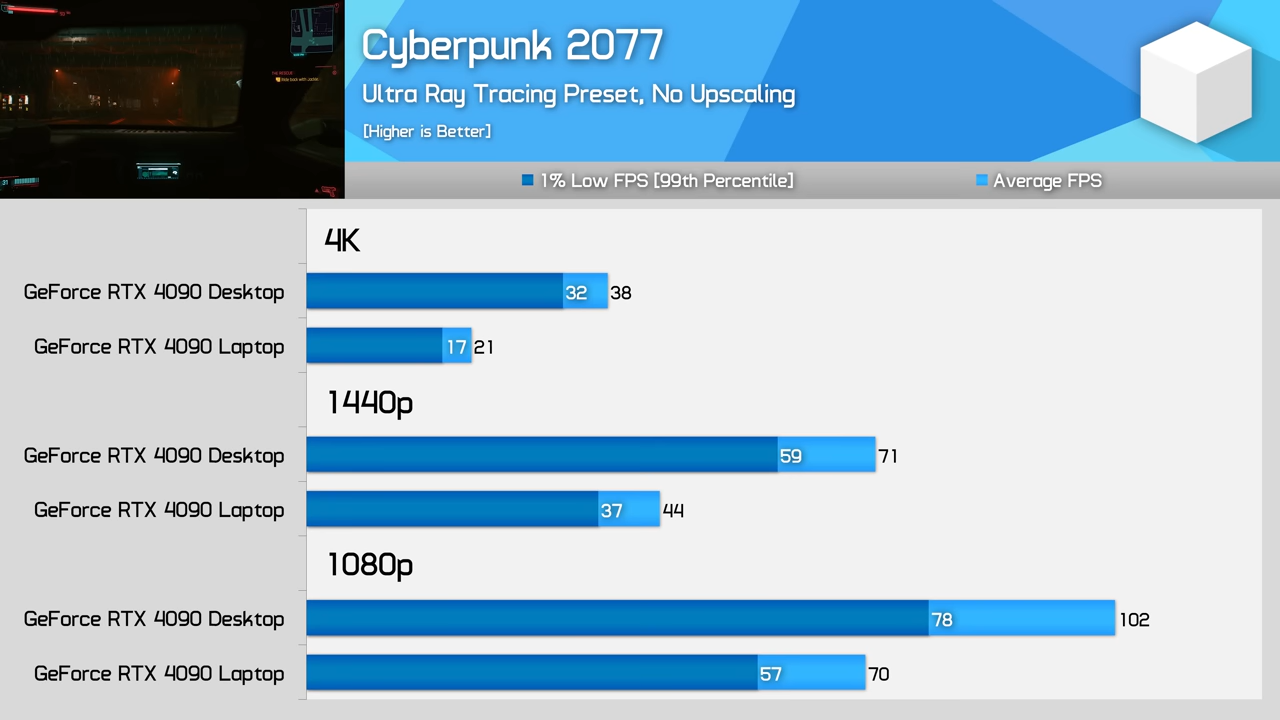 Cyberpunk 2077
Ultra Ray Tracing Preset, No Upscaling
[Higher is Better]
1% Low FPS [99th Percentile]
Average FPS
4K
GeForce RTX 4090 Desktop
32
38
GeForce RTX 4090 Laptop
17
21
1440p
GeForce RTX 4090 Desktop
59
71
GeForce RTX 4090 Laptop
37
44
1080p
GeForce RTX 4090 Desktop
78
102
GeForce RTX 4090 Laptop
57
70